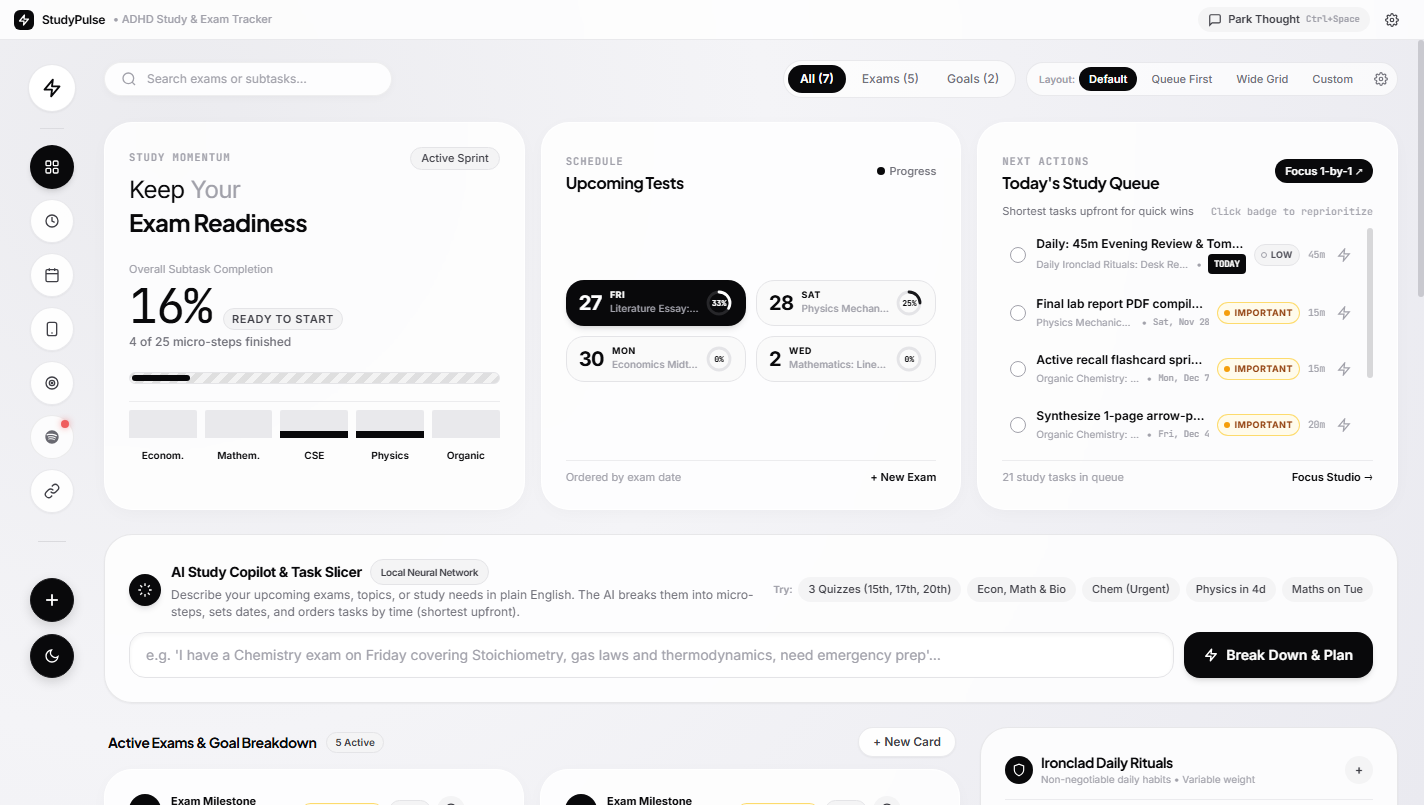 StudyPulse • ADHD Study & Exam Tracker
Park Thought Ctrl+Space
Search exams or subtasks...
All (7) Exams (5) Goals (2)
Layout: Default Queue First Wide Grid Custom
STUDY MOMENTUM
Active Sprint
Keep Your
Exam Readiness
Overall Subtask Completion
16% READY TO START
4 of 25 micro-steps finished
Econom. Mathem. CSE Physics Organic
SCHEDULE
Upcoming Tests
Progress
27 FRI Literature Essay:... 33%
28 SAT Physics Mechan... 25%
30 MON Economics Midt... 0%
2 WED Mathematics: Line... 0%
Ordered by exam date + New Exam
NEXT ACTIONS
Today's Study Queue
Focus 1-by-1 ↗
Shortest tasks upfront for quick wins Click badge to reprioritize
Daily: 45m Evening Review & Tom...
Daily Ironclad Rituals: Desk Re... • TODAY
LOW 45m
Final lab report PDF compil...
Physics Mechanic... • Sat, Nov 28
IMPORTANT 15m
Active recall flashcard spri...
Organic Chemistry: ... • Mon, Dec 7
IMPORTANT 15m
Synthesize 1-page arrow-p...
Organic Chemistry: ... • Fri, Dec 4
IMPORTANT 20m
21 study tasks in queue Focus Studio →
AI Study Copilot & Task Slicer Local Neural Network
Describe your upcoming exams, topics, or study needs in plain English. The AI breaks them into micro-
steps, sets dates, and orders tasks by time (shortest upfront).
Try: 3 Quizzes (15th, 17th, 20th) Econ, Math & Bio Chem (Urgent) Physics in 4d Maths on Tue
e.g. 'I have a Chemistry exam on Friday covering Stoichiometry, gas laws and thermodynamics, need emergency prep'...
Break Down & Plan
Active Exams & Goal Breakdown 5 Active
+ New Card
Ironclad Daily Rituals
Non-negotiable daily habits • Variable weight
+
Exam Milestone
Exam Milestone